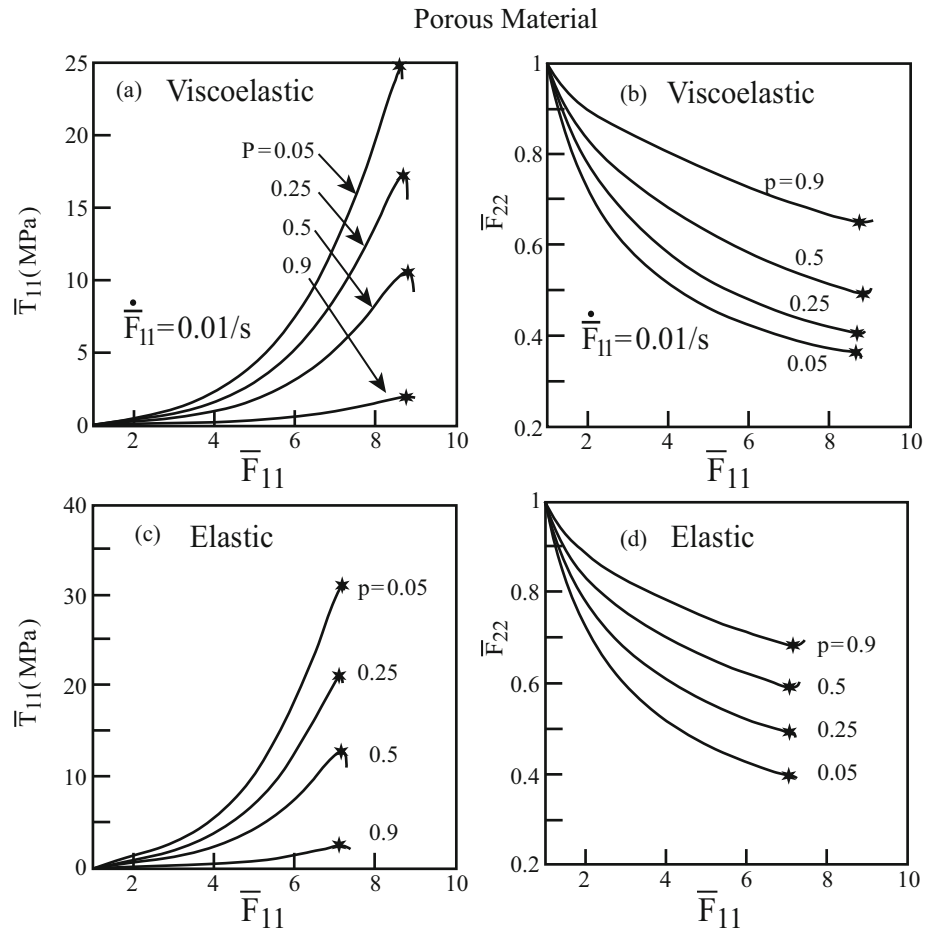 Porous Material
(a) Viscoelastic
25
20
15
10
5
0
T̅11(MPa)
P=0.05
0.25
0.5
0.9
Ḟ̅11=0.01/s
2 4 6 8 10
F̅11
(b) Viscoelastic
1
0.8
0.6
0.4
0.2
F̅22
p=0.9
0.5
0.25
0.05
Ḟ̅11=0.01/s
2 4 6 8 10
F̅11
(c) Elastic
40
30
20
10
0
T̅11(MPa)
p=0.05
0.25
0.5
0.9
2 4 6 8 10
F̅11
(d) Elastic
1
0.8
0.6
0.4
0.2
F̅22
p=0.9
0.5
0.25
0.05
2 4 6 8 10
F̅11